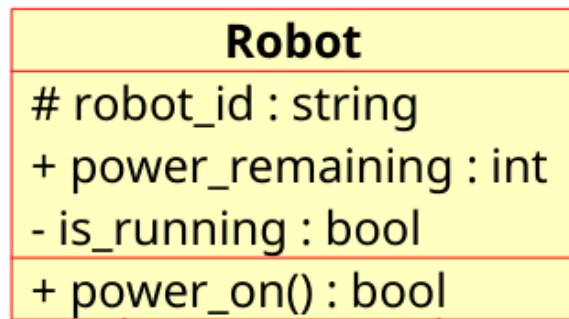 Robot
# robot_id : string
+ power_remaining : int
- is_running : bool
+ power_on() : bool